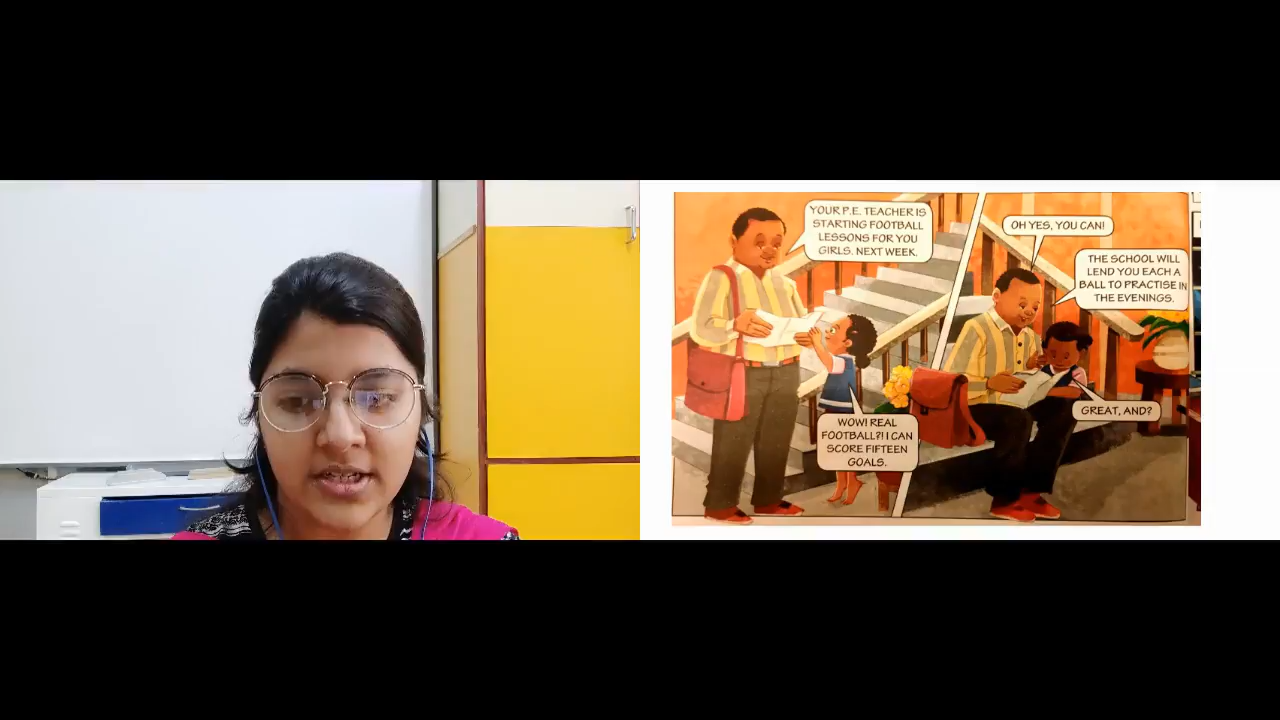 YOUR P.E. TEACHER IS
STARTING FOOTBALL
LESSONS FOR YOU
GIRLS. NEXT WEEK.
WOW! REAL
FOOTBALL?! I CAN
SCORE FIFTEEN
GOALS.
OH YES, YOU CAN!
THE SCHOOL WILL
LEND YOU EACH A
BALL TO PRACTISE IN
THE EVENINGS.
GREAT, AND?